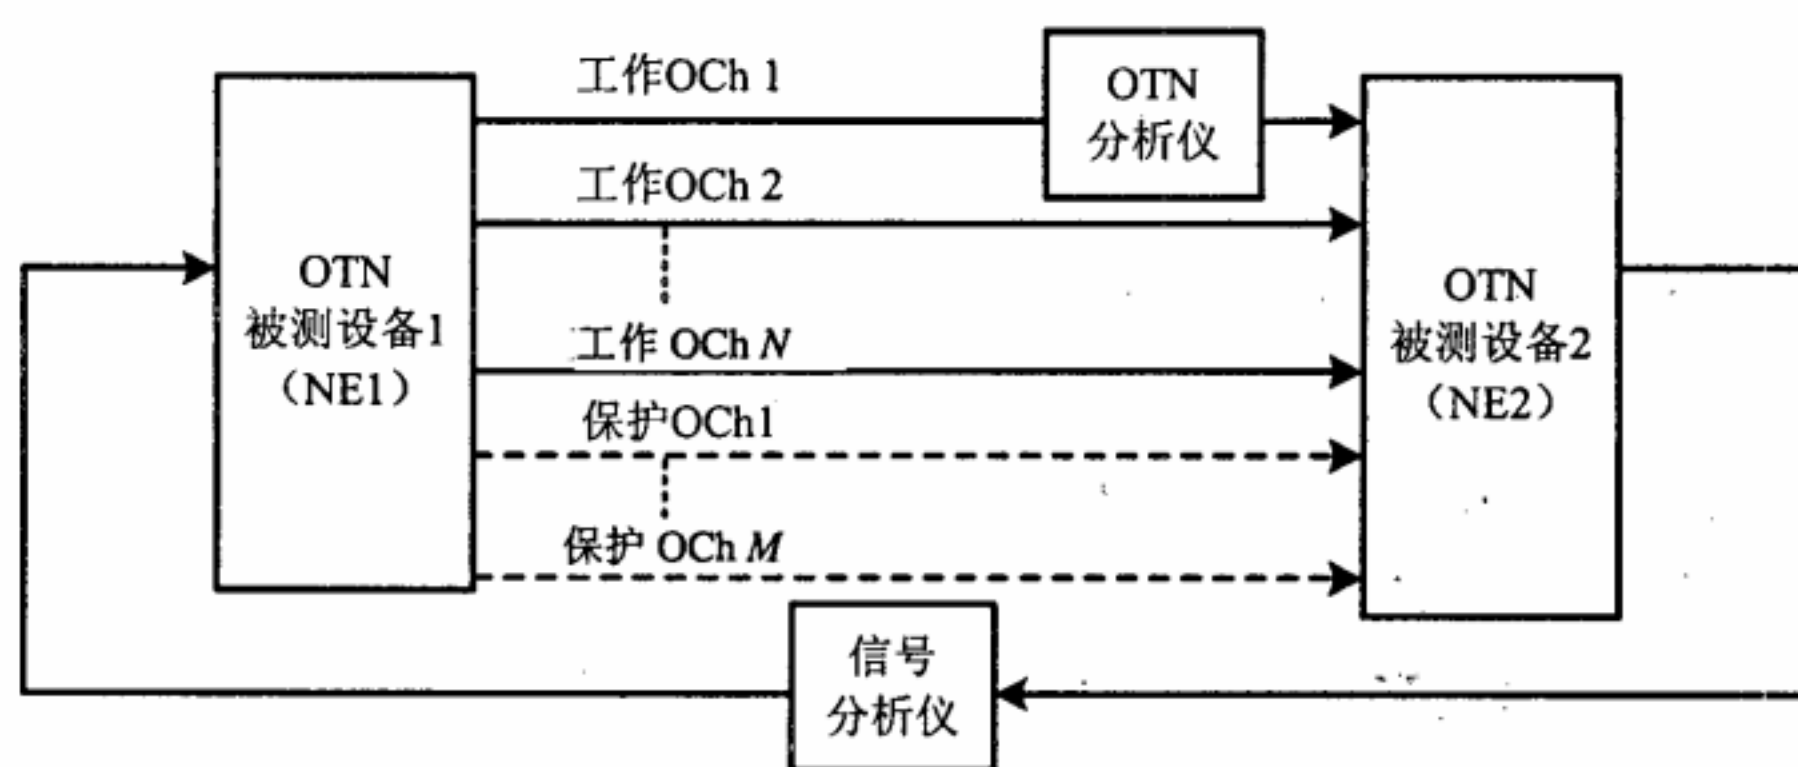 工作OCh 1
OTN
分析仪
工作OCh 2
OTN
被测设备1
（NE1）
工作 OCh N
保护OCh1
保护 OCh M
OTN
被测设备2
（NE2）
信号
分析仪